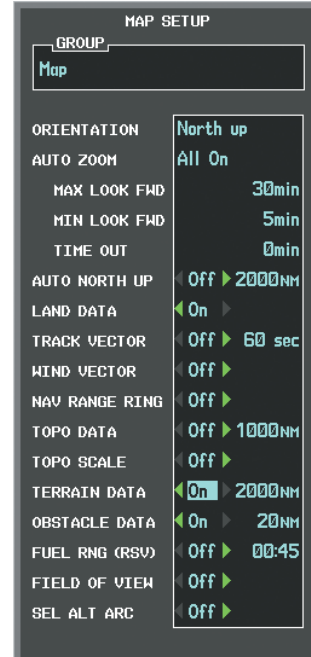 MAP SETUP
GROUP
Map
ORIENTATION North up
AUTO ZOOM All On
MAX LOOK FWD 30min
MIN LOOK FWD 5min
TIME OUT 0min
AUTO NORTH UP Off 2000NM
LAND DATA On
TRACK VECTOR Off 60 sec
WIND VECTOR Off
NAV RANGE RING Off
TOPO DATA Off 1000NM
TOPO SCALE Off
TERRAIN DATA On 2000NM
OBSTACLE DATA On 20NM
FUEL RNG (RSV) Off 00:45
FIELD OF VIEW Off
SEL ALT ARC Off